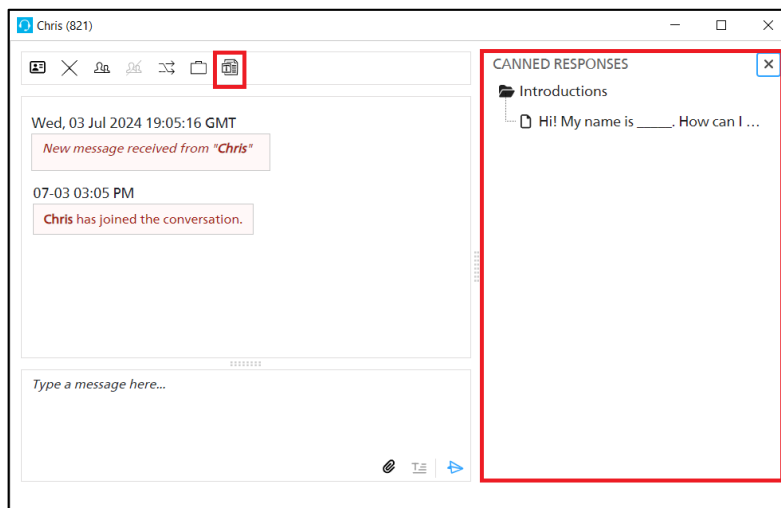 Chris (821)
CANNED RESPONSES
Introductions
Hi! My name is _____. How can I ...
Wed, 03 Jul 2024 19:05:16 GMT
New message received from "Chris"
07-03 03:05 PM
Chris has joined the conversation.
Type a message here...